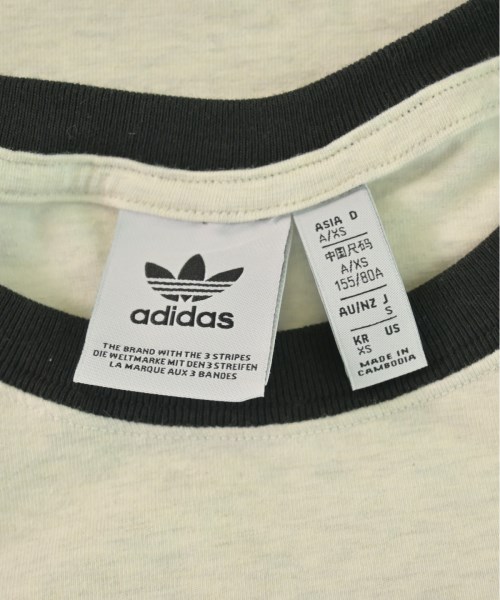 adidas
THE BRAND WITH THE 3 STRIPES
DIE WELTMARKE MIT DEN 3 STREIFEN
LA MARQUE AUX 3 BANDES
ASIA D
A/XS
中国尺码
A/XS
155/80A
AU/NZ J
S
KR US
XS
MADE IN
CAMBODIA